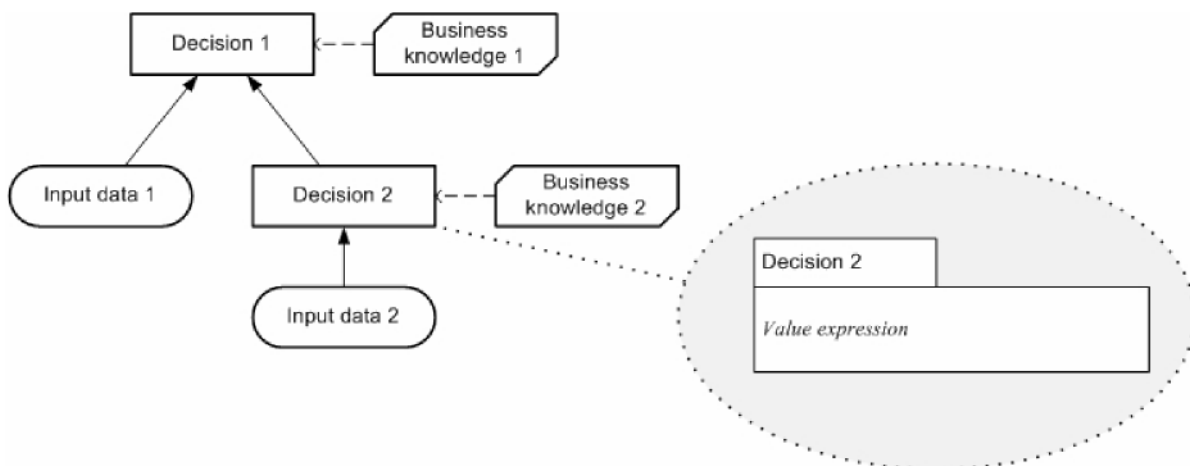 Decision 1
Business
knowledge 1
Input data 1
Decision 2
Business
knowledge 2
Input data 2
Decision 2
Value expression